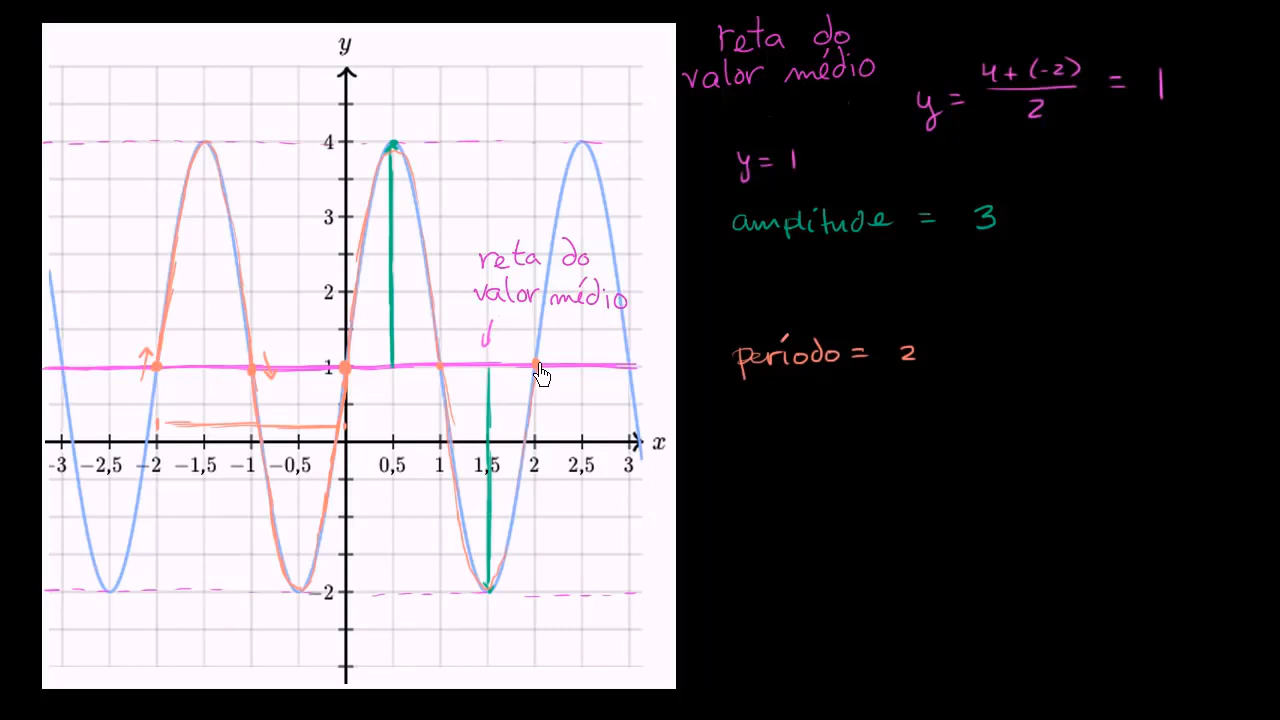 reta do
valor médio
y = 4 + (-2) / 2 = 1
y = 1
amplitude = 3
período = 2
y
4
3
2
1
-2
reta do
valor médio
-3 -2,5 -2 -1,5 -1 -0,5 0,5 1 1,5 2 2,5 3 x